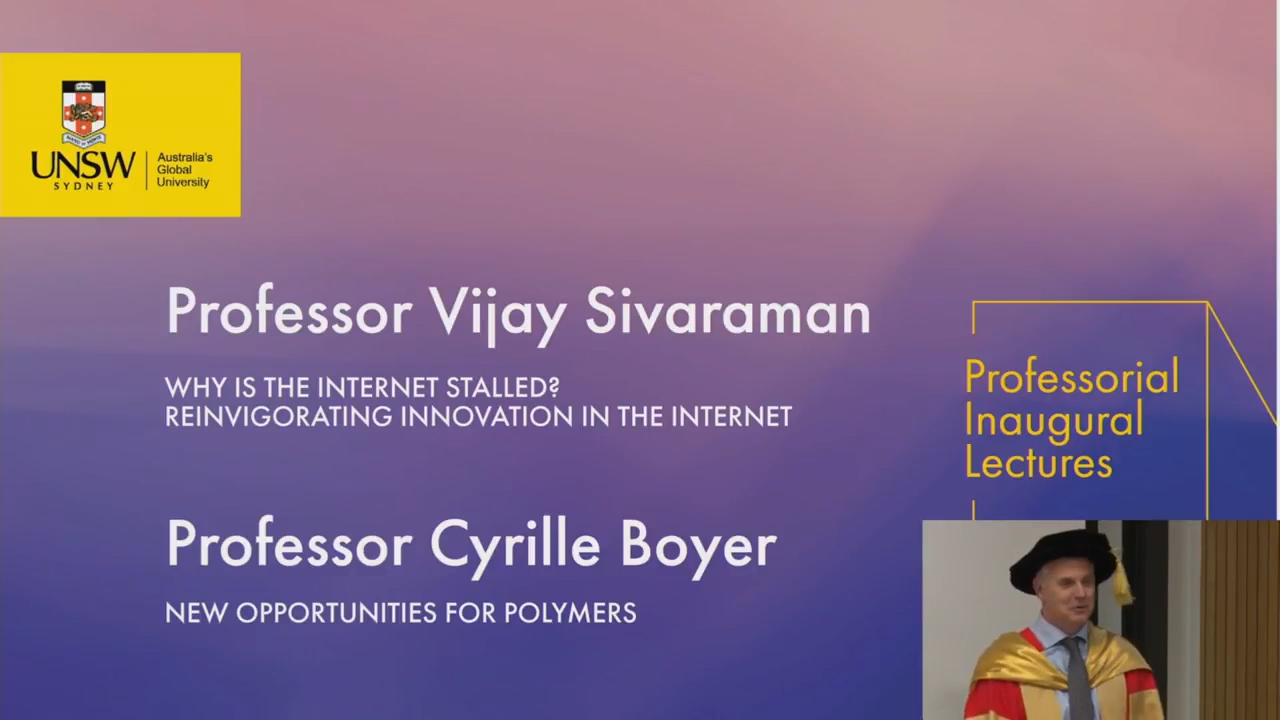 UNSW
SYDNEY
Australia's
Global
University
Professor Vijay Sivaraman
WHY IS THE INTERNET STALLED?
REINVIGORATING INNOVATION IN THE INTERNET
Professor Cyrille Boyer
NEW OPPORTUNITIES FOR POLYMERS
Professorial
Inaugural
Lectures